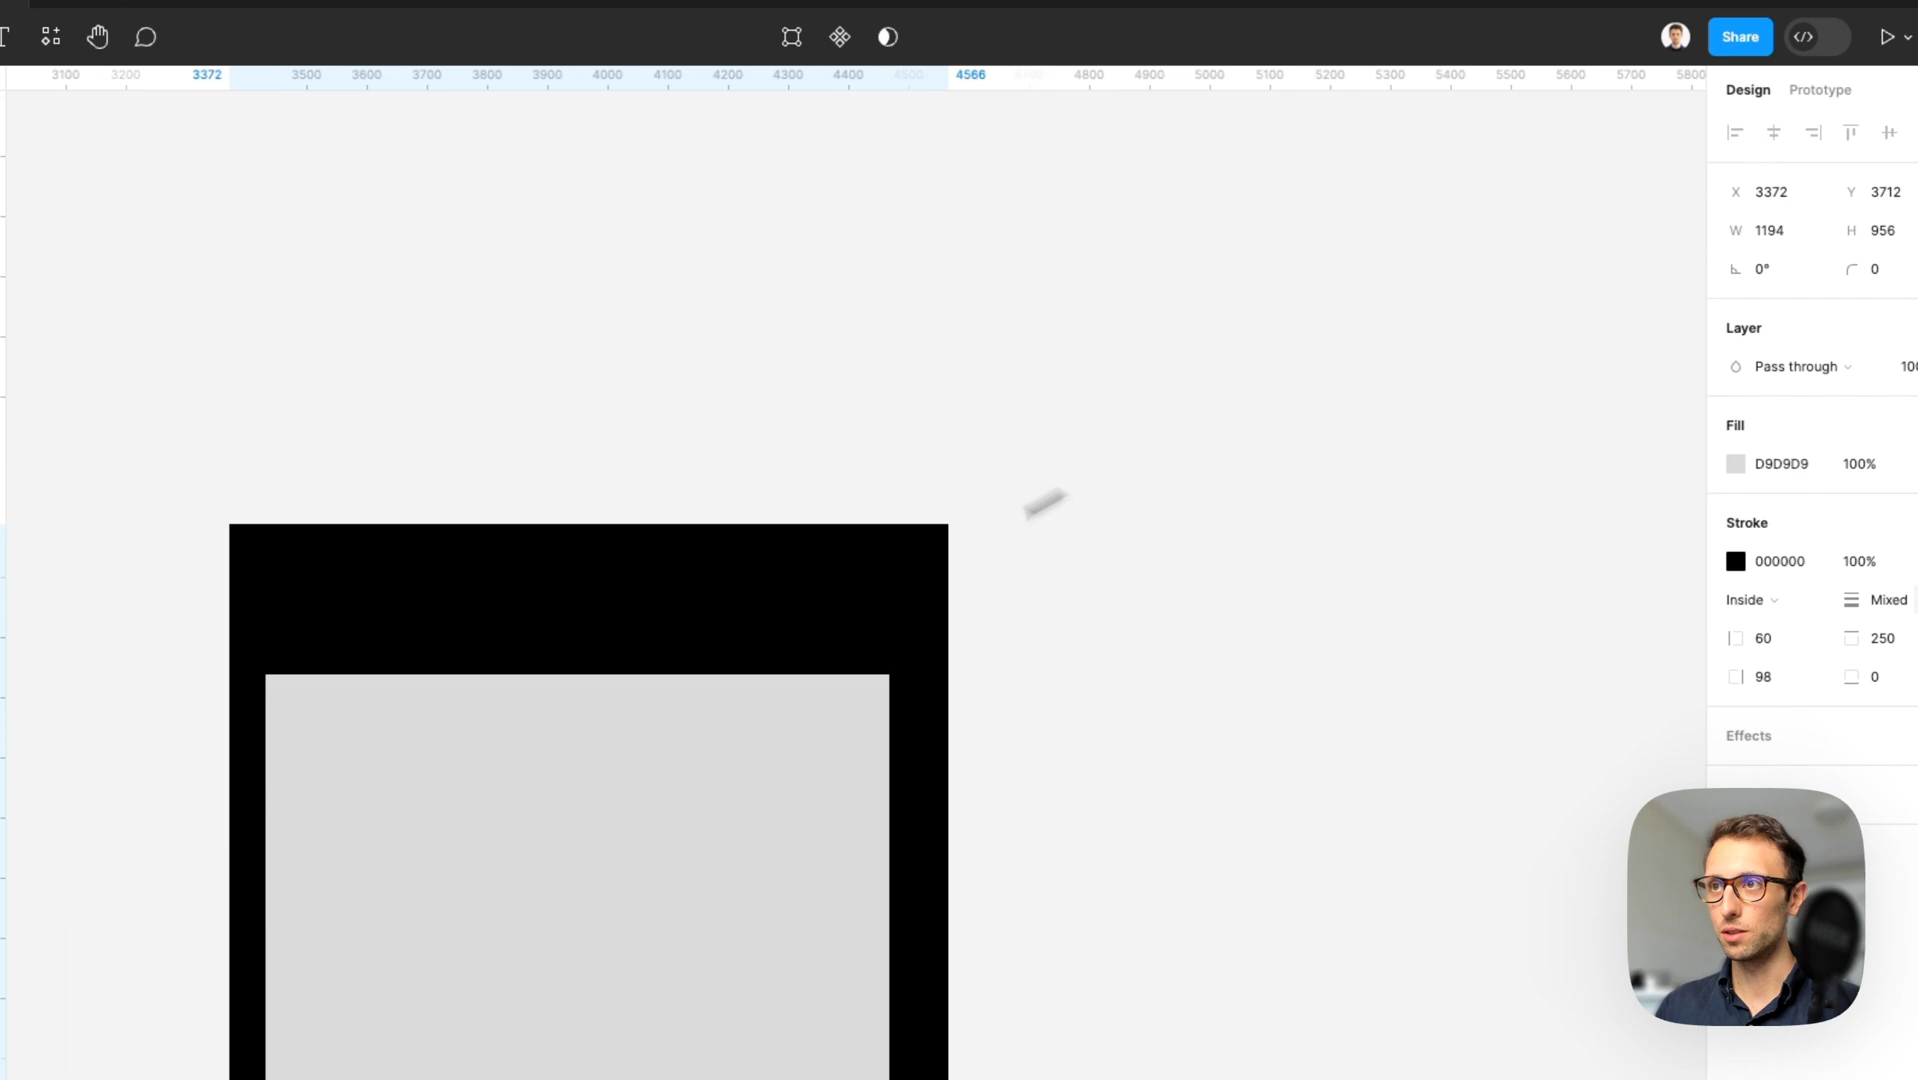 T
Share
</>
3100 3200 3372 3500 3600 3700 3800 3900 4000 4100 4200 4300 4400 4500 4566 4700 4800 4900 5000 5100 5200 5300 5400 5500 5600 5700 5800
Design Prototype
X 3372 Y 3712
W 1194 H 956
0° 0
Layer
Pass through 100
Fill
D9D9D9 100%
Stroke
000000 100%
Inside Mixed
60 250
98 0
Effects